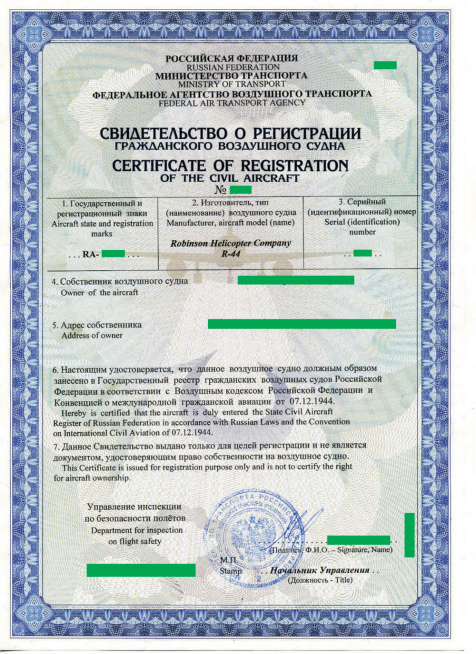 РОССИЙСКАЯ ФЕДЕРАЦИЯ
RUSSIAN FEDERATION
МИНИСТЕРСТВО ТРАНСПОРТА
MINISTRY OF TRANSPORT
ФЕДЕРАЛЬНОЕ АГЕНТСТВО ВОЗДУШНОГО ТРАНСПОРТА
FEDERAL AIR TRANSPORT AGENCY
СВИДЕТЕЛЬСТВО О РЕГИСТРАЦИИ
ГРАЖДАНСКОГО ВОЗДУШНОГО СУДНА
CERTIFICATE OF REGISTRATION
OF THE CIVIL AIRCRAFT
№
1. Государственный и
регистрационный знаки
Aircraft state and registration
marks
. . . RA-
2. Изготовитель, тип
(наименование) воздушного судна
Manufacturer, aircraft model (name)
Robinson Helicopter Company
R-44
3. Серийный
(идентификационный) номер
Serial (identification)
number
4. Собственник воздушного судна
Owner of the aircraft
5. Адрес собственника
Address of owner
6. Настоящим удостоверяется, что данное воздушное судно должным образом
занесено в Государственный реестр гражданских воздушных судов Российской
Федерации в соответствии с Воздушным кодексом Российской Федерации и
Конвенцией о международной гражданской авиации от 07.12.1944.
Hereby is certified that the aircraft is duly entered the State Civil Aircraft
Register of Russian Federation in accordance with Russian Laws and the Convention
on International Civil Aviation of 07.12.1944.
7. Данное Свидетельство выдано только для целей регистрации и не является
документом, удостоверяющим право собственности на воздушное судно.
This Certificate is issued for registration purpose only and is not to certify the right
for aircraft ownership.
Управление инспекции
по безопасности полётов
Department for inspection
on flight safety
(Подпись, Ф.И.О. – Signature, Name)
М.П.
Stamp
. . Начальник Управления . .
(Должность - Title)